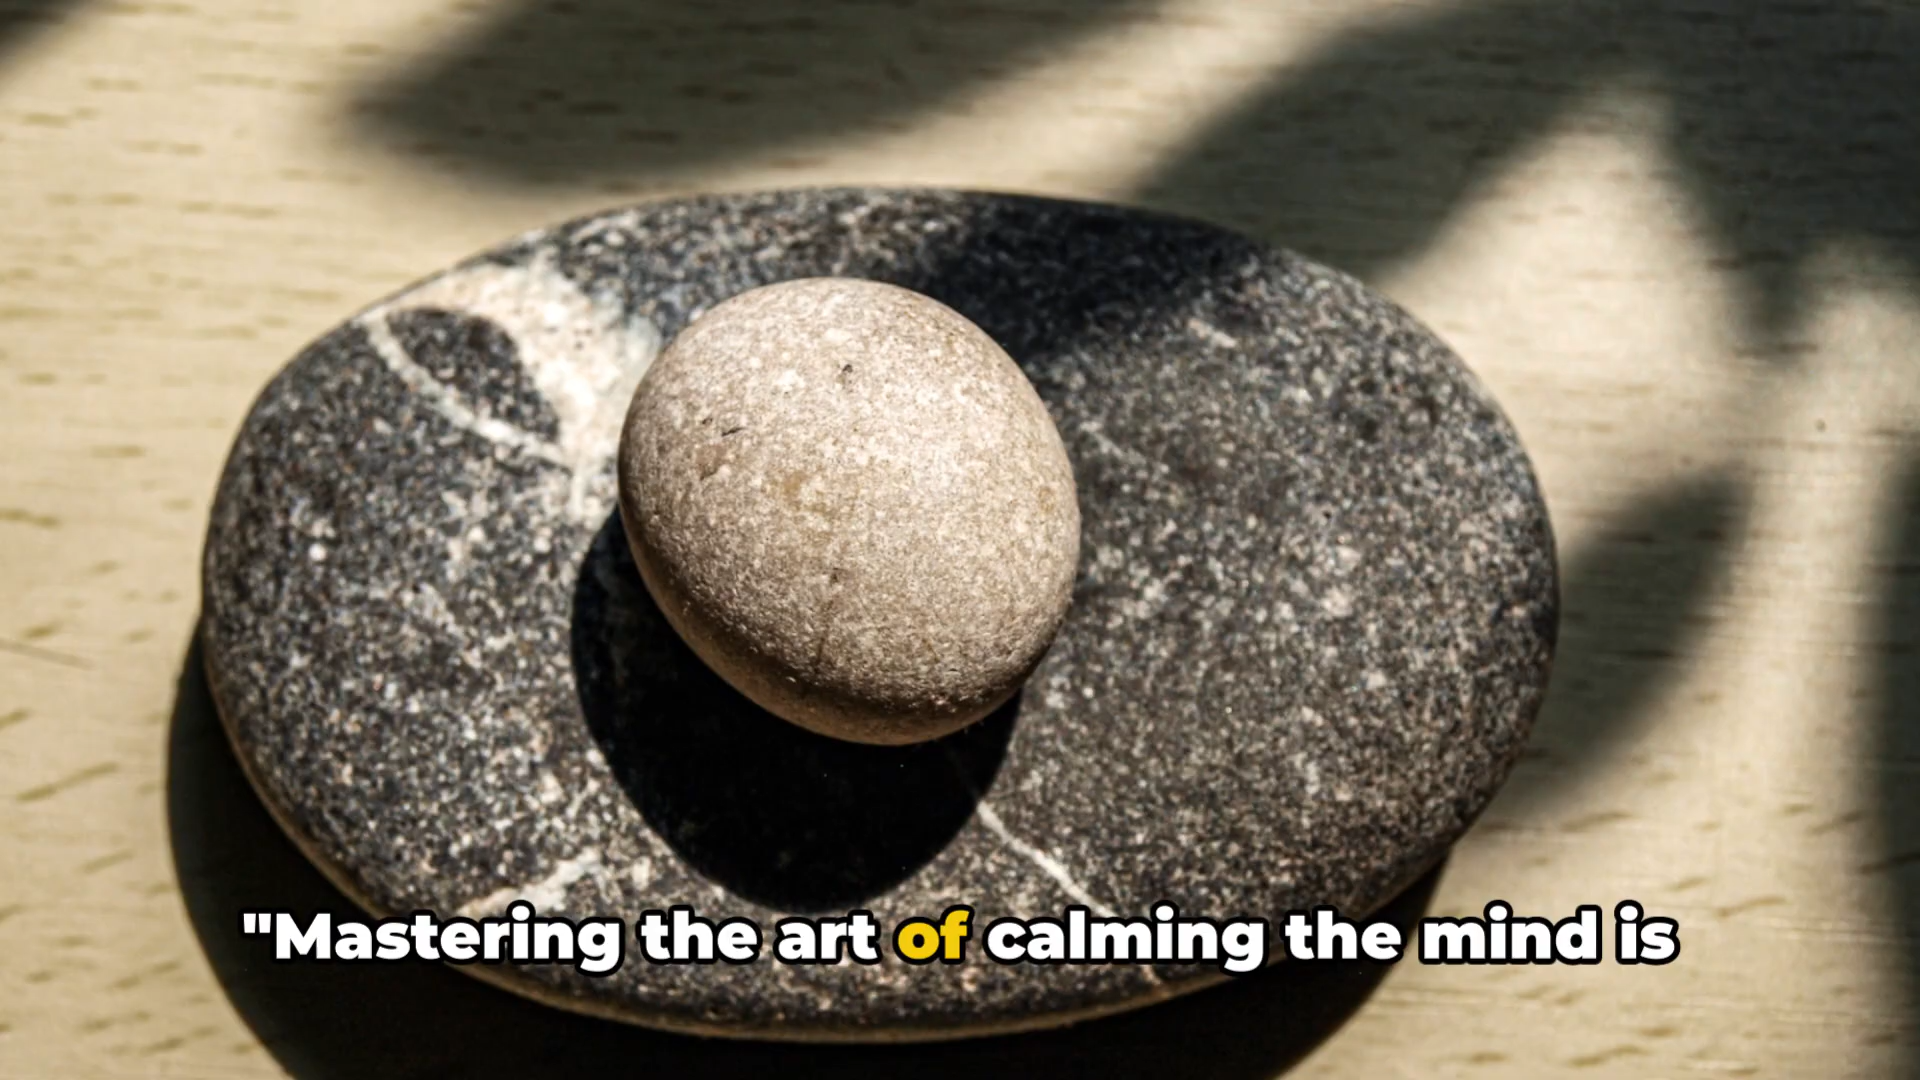 "Mastering the art of calming the mind is